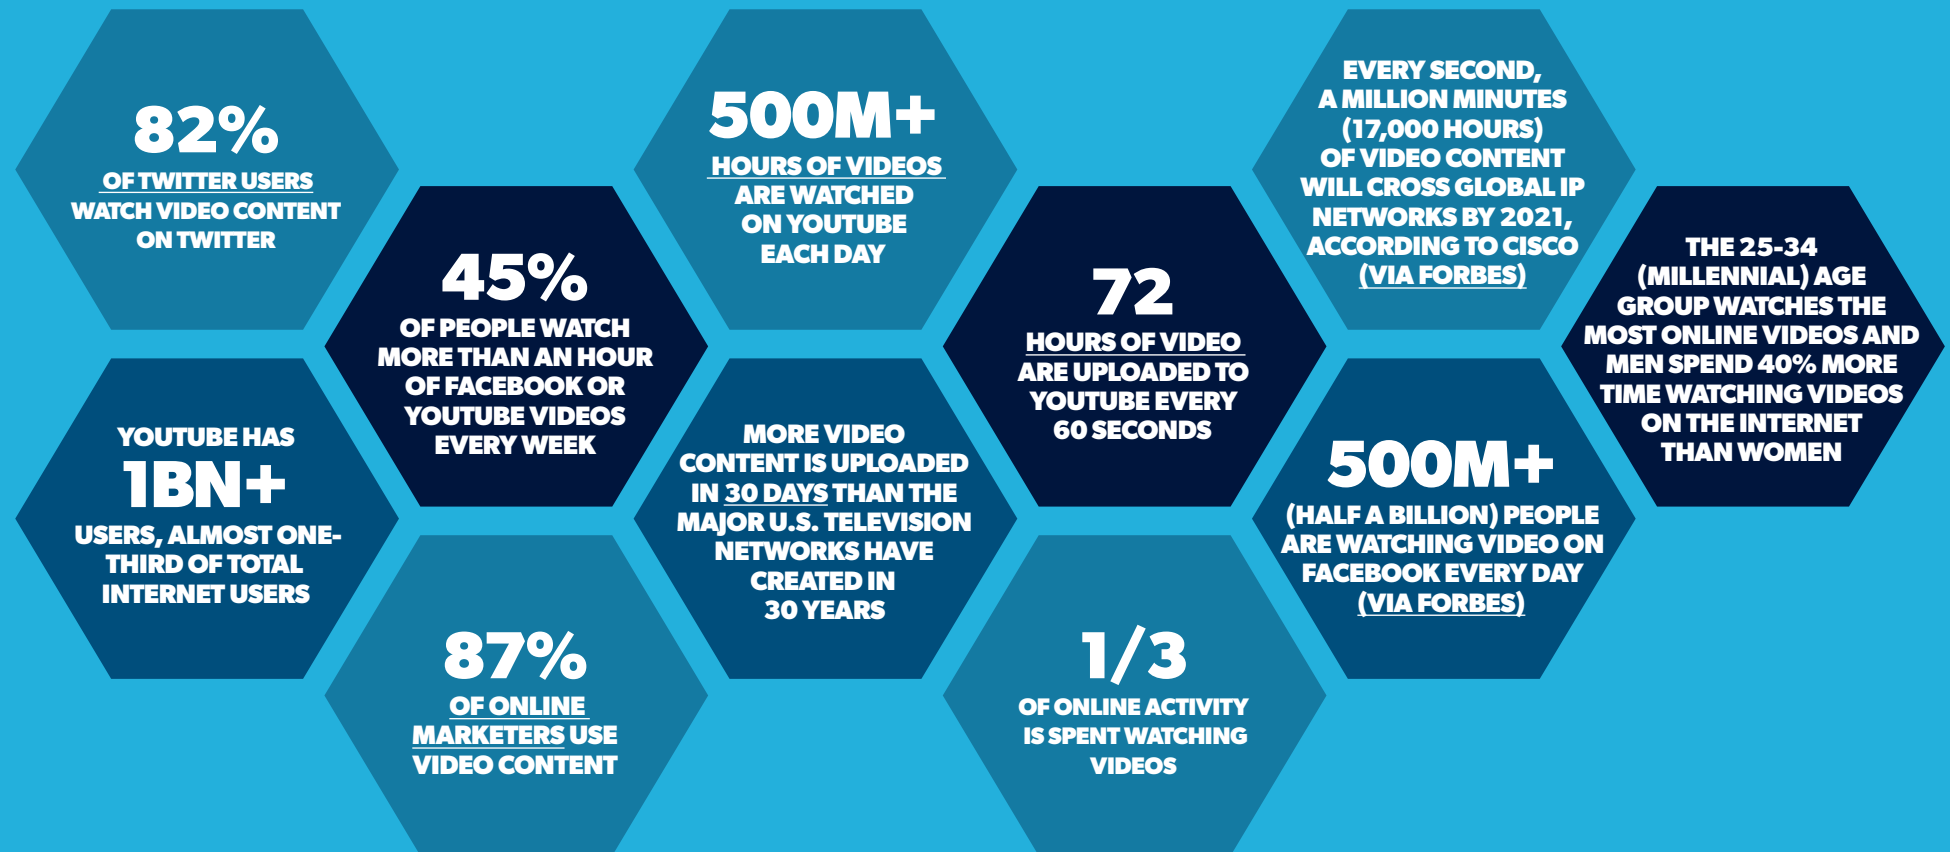 82%
OF TWITTER USERS
WATCH VIDEO CONTENT
ON TWITTER
YOUTUBE HAS
1BN+
USERS, ALMOST ONE-
THIRD OF TOTAL
INTERNET USERS
45%
OF PEOPLE WATCH
MORE THAN AN HOUR
OF FACEBOOK OR
YOUTUBE VIDEOS
EVERY WEEK
87%
OF ONLINE
MARKETERS USE
VIDEO CONTENT
500M+
HOURS OF VIDEOS
ARE WATCHED
ON YOUTUBE
EACH DAY
MORE VIDEO
CONTENT IS UPLOADED
IN 30 DAYS THAN THE
MAJOR U.S. TELEVISION
NETWORKS HAVE
CREATED IN
30 YEARS
72
HOURS OF VIDEO
ARE UPLOADED TO
YOUTUBE EVERY
60 SECONDS
1/3
OF ONLINE ACTIVITY
IS SPENT WATCHING
VIDEOS
EVERY SECOND,
A MILLION MINUTES
(17,000 HOURS)
OF VIDEO CONTENT
WILL CROSS GLOBAL IP
NETWORKS BY 2021,
ACCORDING TO CISCO
(VIA FORBES)
500M+
(HALF A BILLION) PEOPLE
ARE WATCHING VIDEO ON
FACEBOOK EVERY DAY
(VIA FORBES)
THE 25-34
(MILLENNIAL) AGE
GROUP WATCHES THE
MOST ONLINE VIDEOS AND
MEN SPEND 40% MORE
TIME WATCHING VIDEOS
ON THE INTERNET
THAN WOMEN